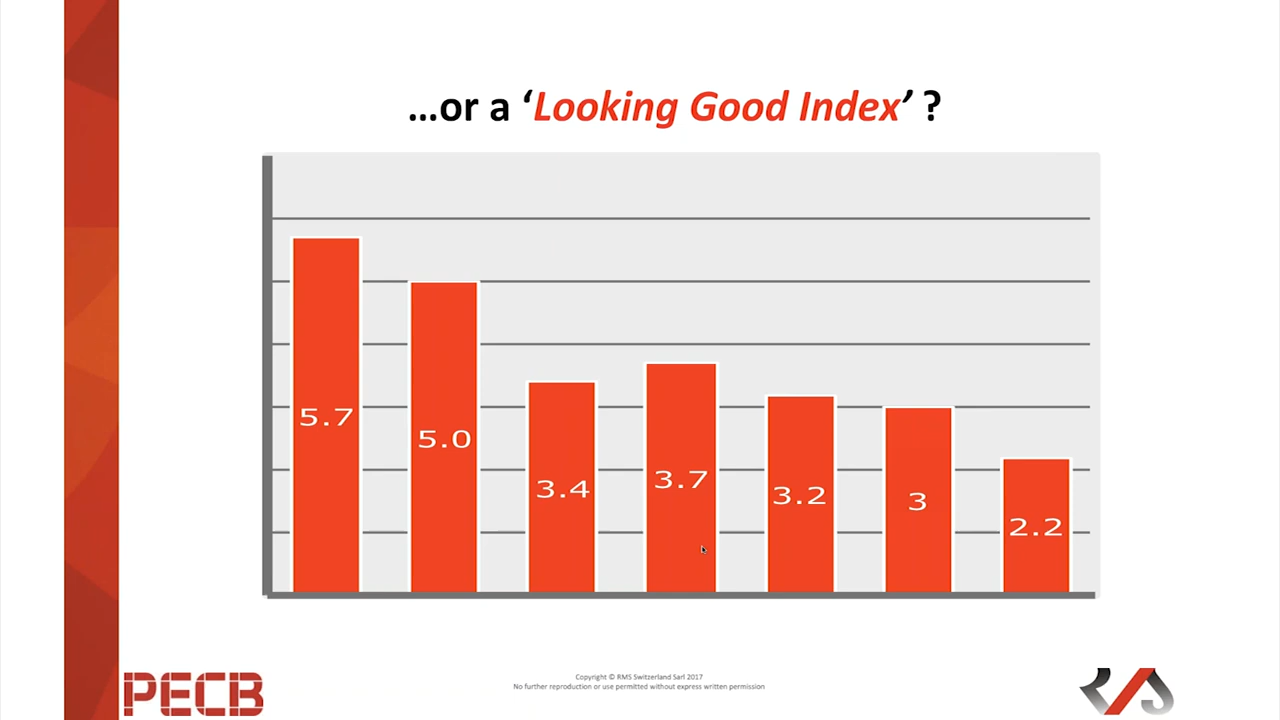 ...or a ‘Looking Good Index’ ?
5.7
5.0
3.4
3.7
3.2
3
2.2
PECB
Copyright © RMS Switzerland Sarl 2017
No further reproduction or use permitted without express written permission